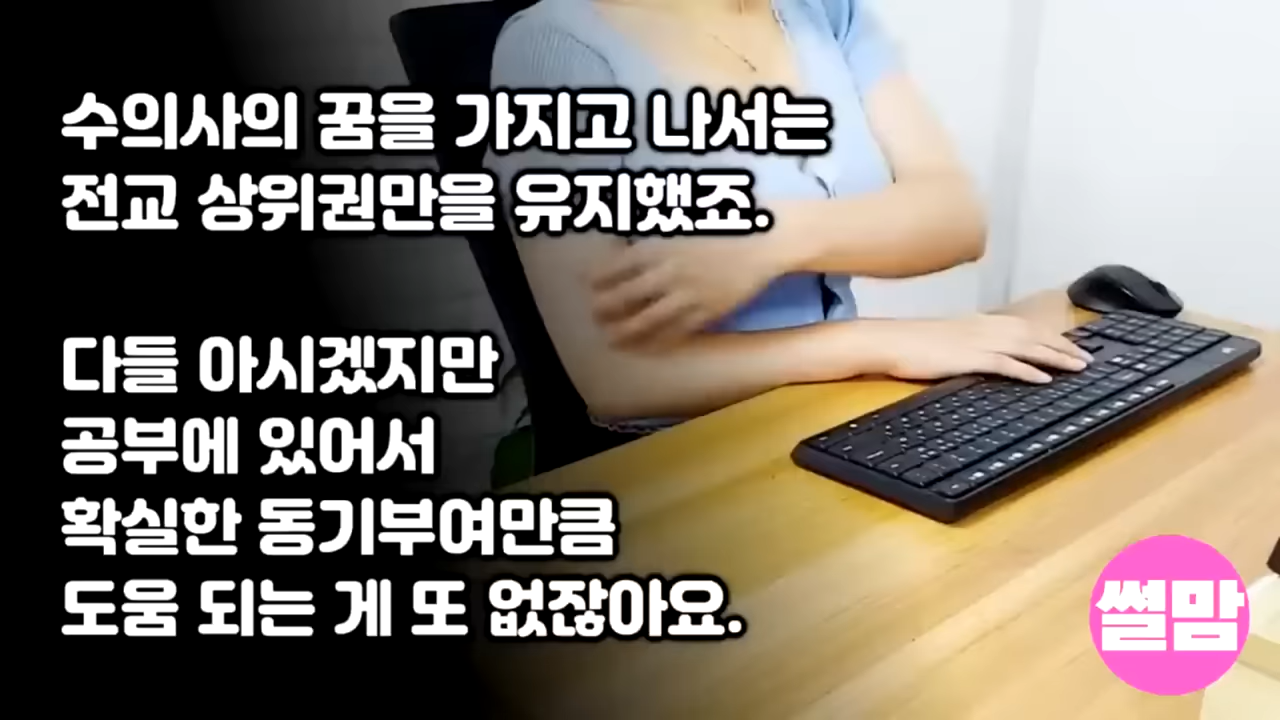 수의사의 꿈을 가지고 나서는
전교 상위권만을 유지했죠.
다들 아시겠지만
공부에 있어서
확실한 동기부여만큼
도움 되는 게 또 없잖아요.
썰맘